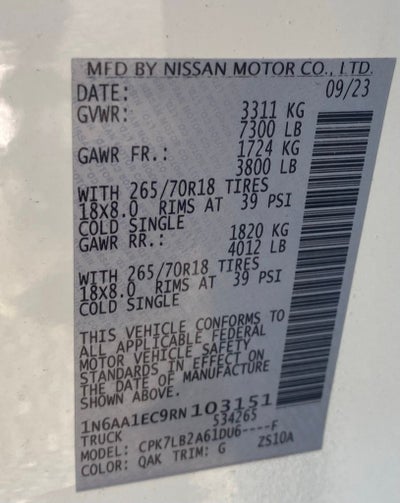 MFD BY NISSAN MOTOR CO., LTD.
DATE: 09/23
GVWR: 3311 KG
7300 LB
GAWR FR.: 1724 KG
3800 LB
WITH 265/70R18 TIRES
18X8.0 RIMS AT 39 PSI
COLD SINGLE
GAWR RR.: 1820 KG
4012 LB
WITH 265/70R18 TIRES
18X8.0 RIMS AT 39 PSI
COLD SINGLE
THIS VEHICLE CONFORMS TO
ALL APPLICABLE FEDERAL
MOTOR VEHICLE SAFETY
STANDARDS IN EFFECT ON
THE DATE OF MANUFACTURE
SHOWN ABOVE.
1N6AA1EC9RN103151
TRUCK 534265
MODEL: CPK7LB2A61DU6----F
COLOR: QAK TRIM: G ZS10A